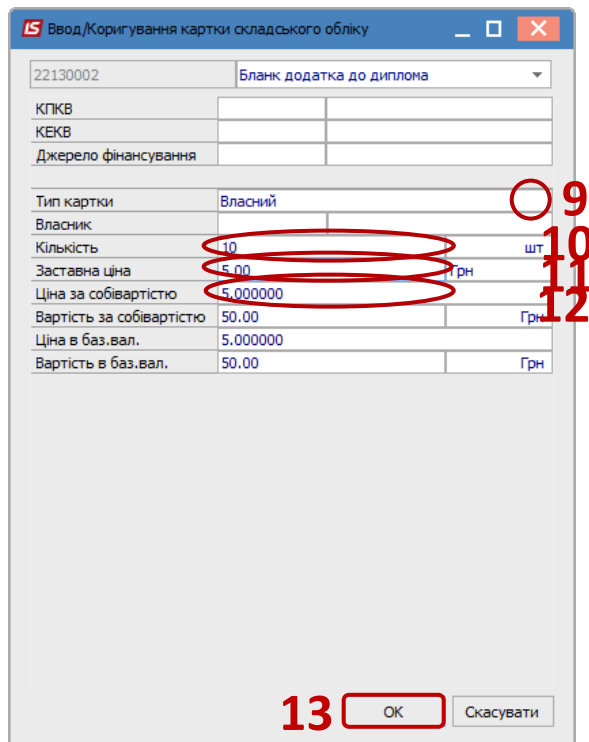 IS Ввод/Коригування картки складського обліку
22130002 Бланк додатка до диплома
КПКВ
КЕКВ
Джерело фінансування
Тип картки Власний 9
Власник
Кількість 10 шт 10
Заставна ціна 5.00 Грн 11
Ціна за собівартістю 5.000000 12
Вартість за собівартістю 50.00 Грн
Ціна в баз.вал. 5.000000
Вартість в баз.вал. 50.00 Грн
13 ОК Скасувати